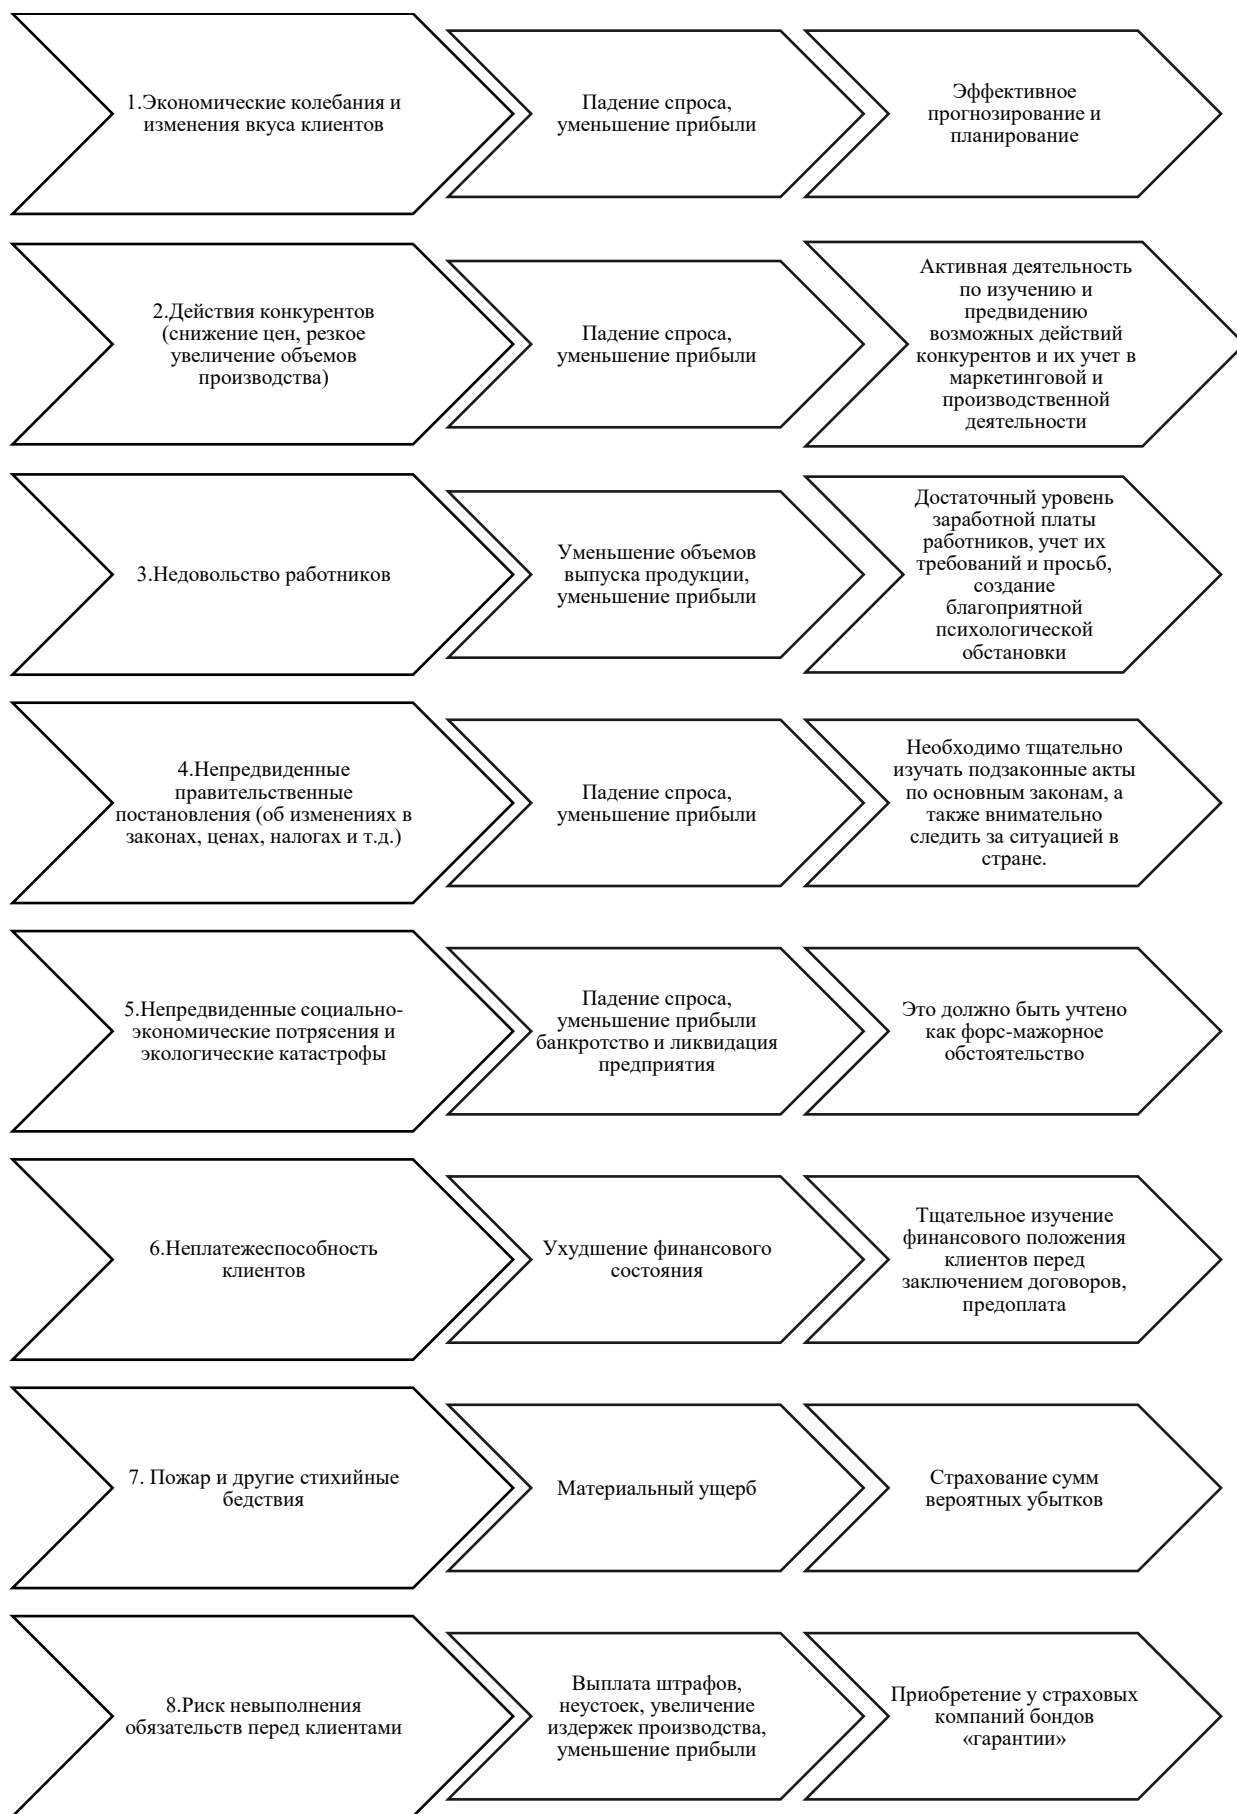 1.Экономические колебания и
изменения вкуса клиентов
Падение спроса,
уменьшение прибыли
Эффективное
прогнозирование и
планирование
2.Действия конкурентов
(снижение цен, резкое
увеличение объемов
производства)
Падение спроса,
уменьшение прибыли
Активная деятельность
по изучению и
предвидению
возможных действий
конкурентов и их учет в
маркетинговой и
производственной
деятельности
3.Недовольство работников
Уменьшение объемов
выпуска продукции,
уменьшение прибыли
Достаточный уровень
заработной платы
работников, учет их
требований и просьб,
создание
благоприятной
психологической
обстановки
4.Непредвиденные
правительственные
постановления (об изменениях в
законах, ценах, налогах и т.д.)
Падение спроса,
уменьшение прибыли
Необходимо тщательно
изучать подзаконные акты
по основным законам, а
также внимательно
следить за ситуацией в
стране.
5.Непредвиденные социально-
экономические потрясения и
экологические катастрофы
Падение спроса,
уменьшение прибыли
банкротство и ликвидация
предприятия
Это должно быть учтено
как форс-мажорное
обстоятельство
6.Неплатежеспособность
клиентов
Ухудшение финансового
состояния
Тщательное изучение
финансового положения
клиентов перед
заключением договоров,
предоплата
7. Пожар и другие стихийные
бедствия
Материальный ущерб
Страхование сумм
вероятных убытков
8.Риск невыполнения
обязательств перед клиентами
Выплата штрафов,
неустоек, увеличение
издержек производства,
уменьшение прибыли
Приобретение у страховых
компаний бондов
«гарантии»